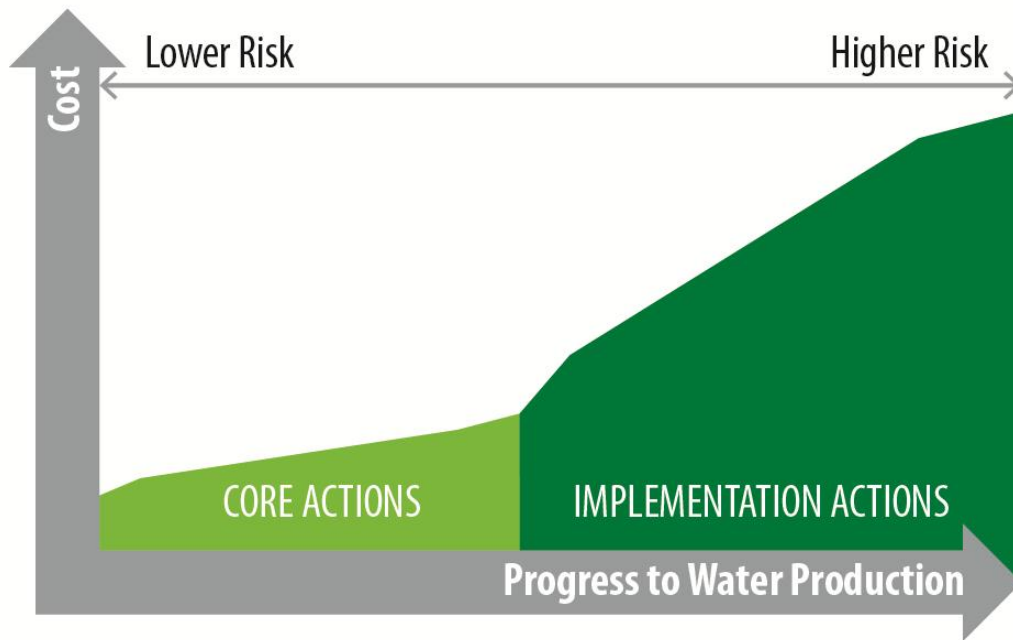 Lower Risk
Higher Risk
Cost
CORE ACTIONS
IMPLEMENTATION ACTIONS
Progress to Water Production